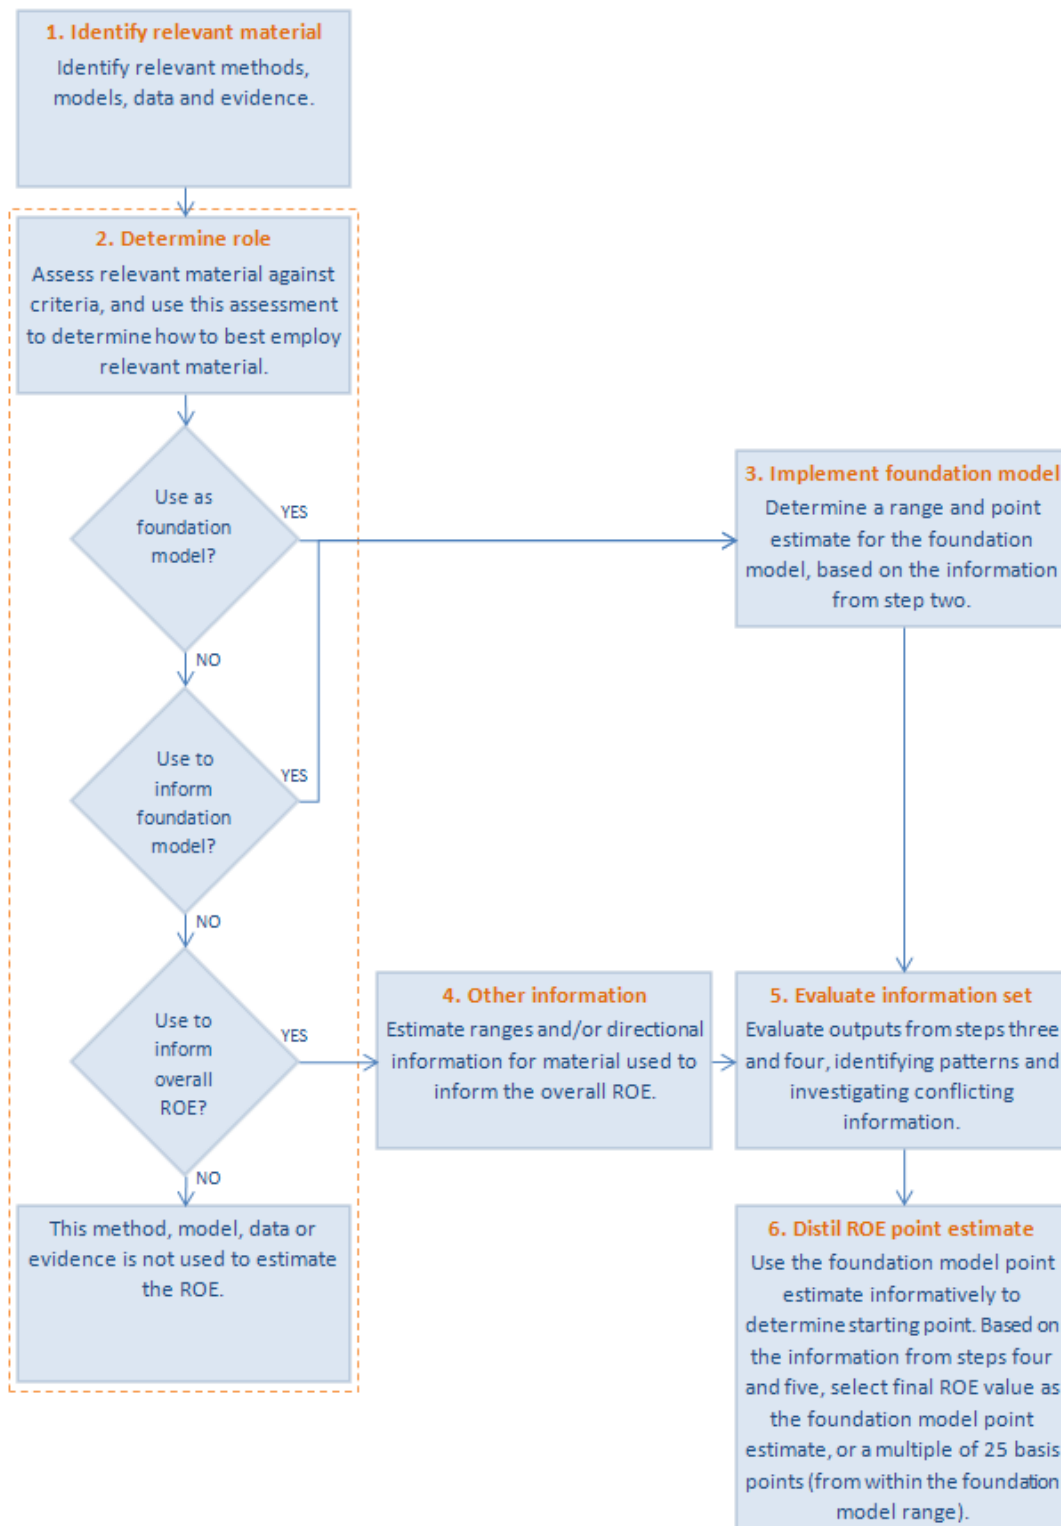 1. Identify relevant material
Identify relevant methods,
models, data and evidence.
2. Determine role
Assess relevant material against
criteria, and use this assessment
to determine how to best employ
relevant material.
Use as
foundation
model?
YES
NO
3. Implement foundation model
Determine a range and point
estimate for the foundation
model, based on the information
from step two.
Use to
inform
foundation
model?
YES
NO
Use to
inform
overall
ROE?
YES
NO
4. Other information
Estimate ranges and/or directional
information for material used to
inform the overall ROE.
5. Evaluate information set
Evaluate outputs from steps three
and four, identifying patterns and
investigating conflicting
information.
This method, model, data or
evidence is not used to estimate
the ROE.
6. Distil ROE point estimate
Use the foundation model point
estimate informatively to
determine starting point. Based on
the information from steps four
and five, select final ROE value as
the foundation model point
estimate, or a multiple of 25 basis
points (from within the foundation
model range).